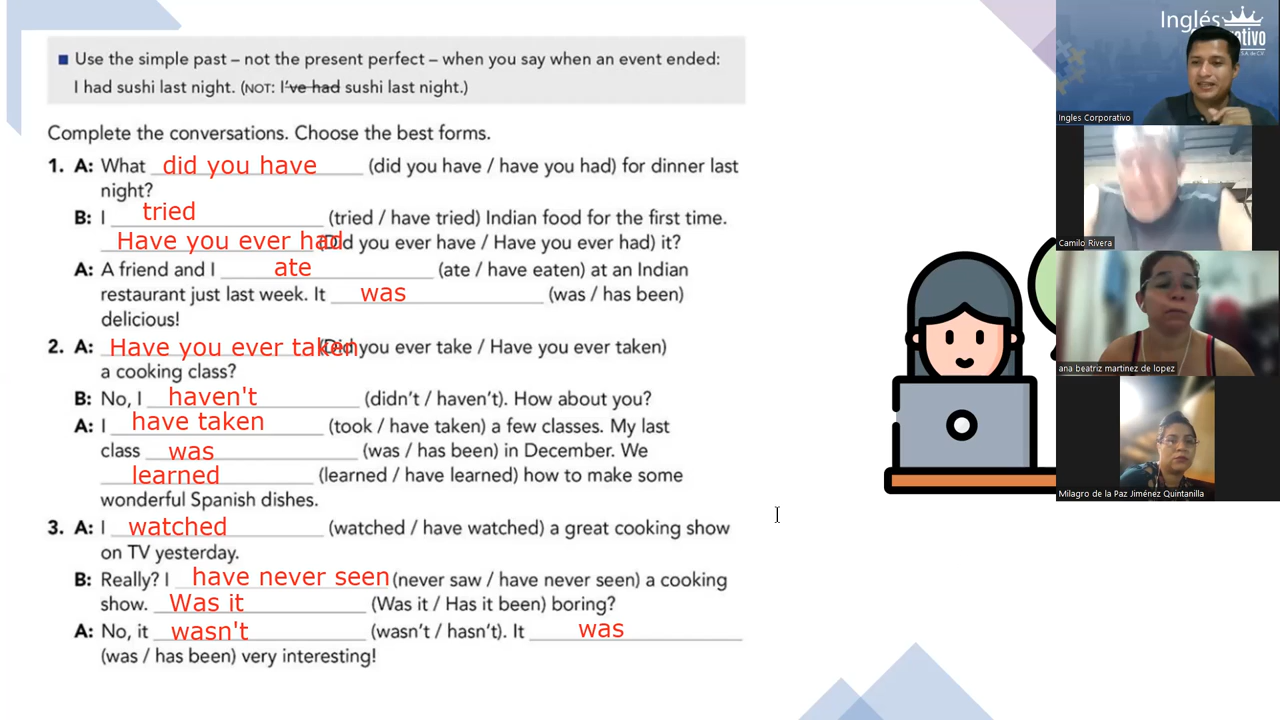 ■ Use the simple past – not the present perfect – when you say when an event ended:
I had sushi last night. (NOT: I've had sushi last night.)
Complete the conversations. Choose the best forms.
1. A: What did you have (did you have / have you had) for dinner last
night?
B: I tried (tried / have tried) Indian food for the first time.
Have you ever had (Did you ever have / Have you ever had) it?
A: A friend and I ate (ate / have eaten) at an Indian
restaurant just last week. It was (was / has been)
delicious!
2. A: Have you ever taken (Did you ever take / Have you ever taken)
a cooking class?
B: No, I haven't (didn't / haven't). How about you?
A: I have taken (took / have taken) a few classes. My last
class was (was / has been) in December. We
learned (learned / have learned) how to make some
wonderful Spanish dishes.
3. A: I watched (watched / have watched) a great cooking show
on TV yesterday.
B: Really? I have never seen (never saw / have never seen) a cooking
show. Was it (Was it / Has it been) boring?
A: No, it wasn't (wasn't / hasn't). It was
(was / has been) very interesting!
Inglés
Ingles Corporativo
Camilo Rivera
ana beatriz martinez de lopez
Milagro de la Paz Jiménez Quintanilla